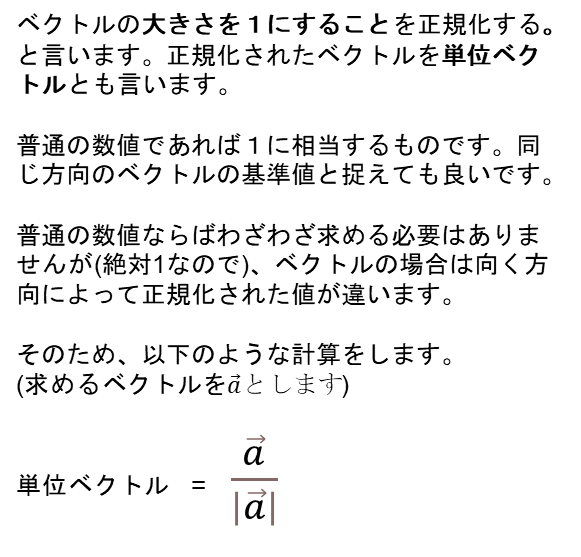 ベクトルの大きさを１にすることを正規化する。
と言います。正規化されたベクトルを単位ベク
トルとも言います。
普通の数値であれば１に相当するものです。同
じ方向のベクトルの基準値と捉えても良いです。
普通の数値ならばわざわざ求める必要はありま
せんが(絶対1なので)、ベクトルの場合は向く方
向によって正規化された値が違います。
そのため、以下のような計算をします。
(求めるベクトルをa⃗とします)
a⃗
単位ベクトル =
|a⃗|